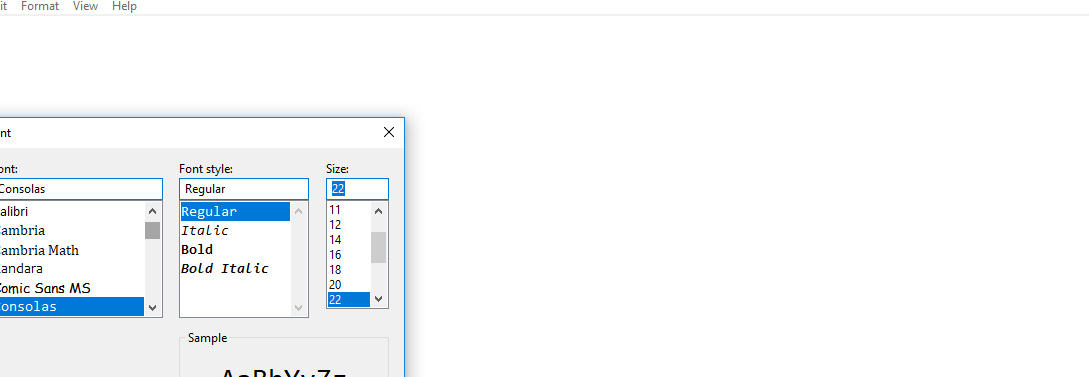 it Format View Help
nt
ont: Font style: Size:
Consolas Regular 22
alibri Regular 11
ambria Italic 12
ambria Math Bold 14
andara Bold Italic 16
omic Sans MS 18
onsolas 20
22
Sample
AaBbYyZz